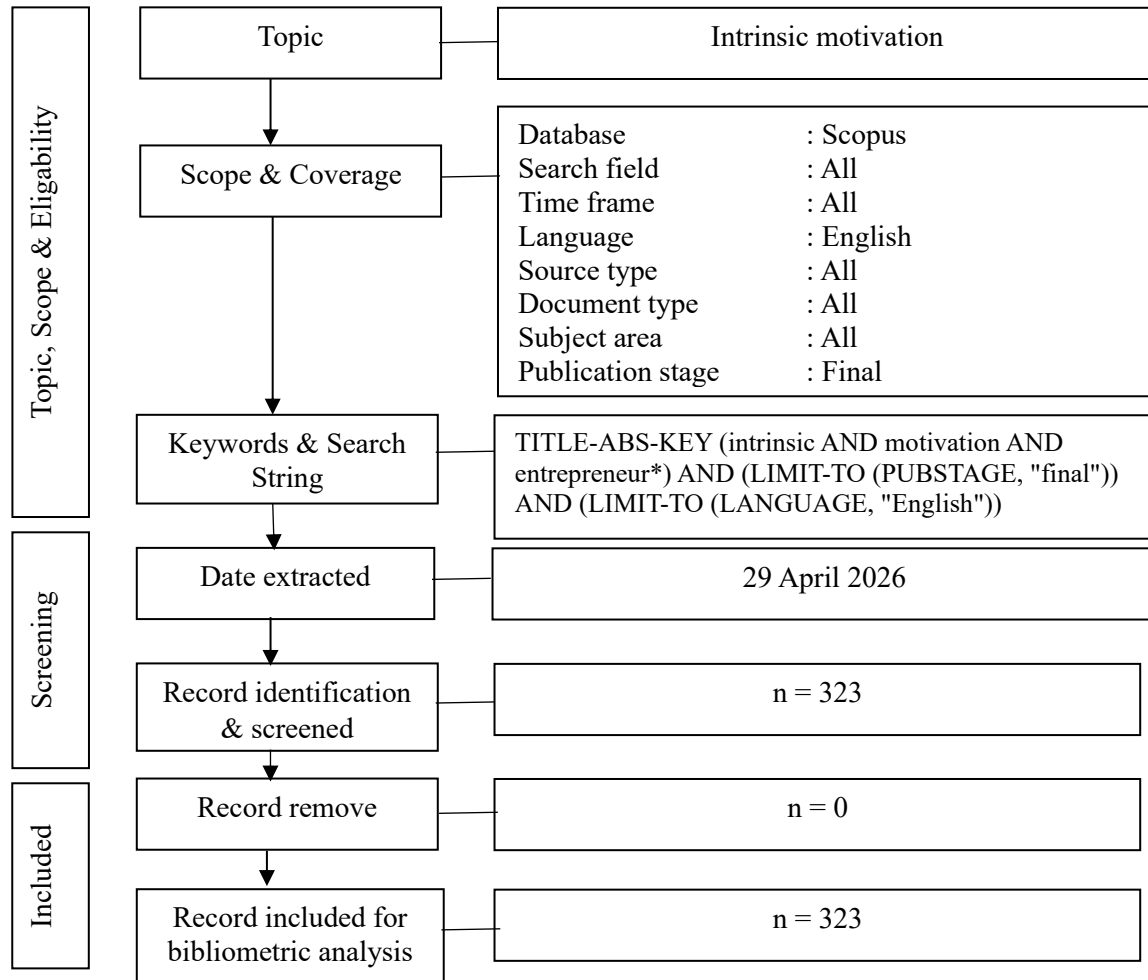 Topic, Scope & Eligability
Topic
Intrinsic motivation
Scope & Coverage
Database : Scopus
Search field : All
Time frame : All
Language : English
Source type : All
Document type : All
Subject area : All
Publication stage : Final
Keywords & Search
String
TITLE-ABS-KEY (intrinsic AND motivation AND
entrepreneur*) AND (LIMIT-TO (PUBSTAGE, "final"))
AND (LIMIT-TO (LANGUAGE, "English"))
Screening
Date extracted
29 April 2026
Record identification
& screened
n = 323
Included
Record remove
n = 0
Record included for
bibliometric analysis
n = 323